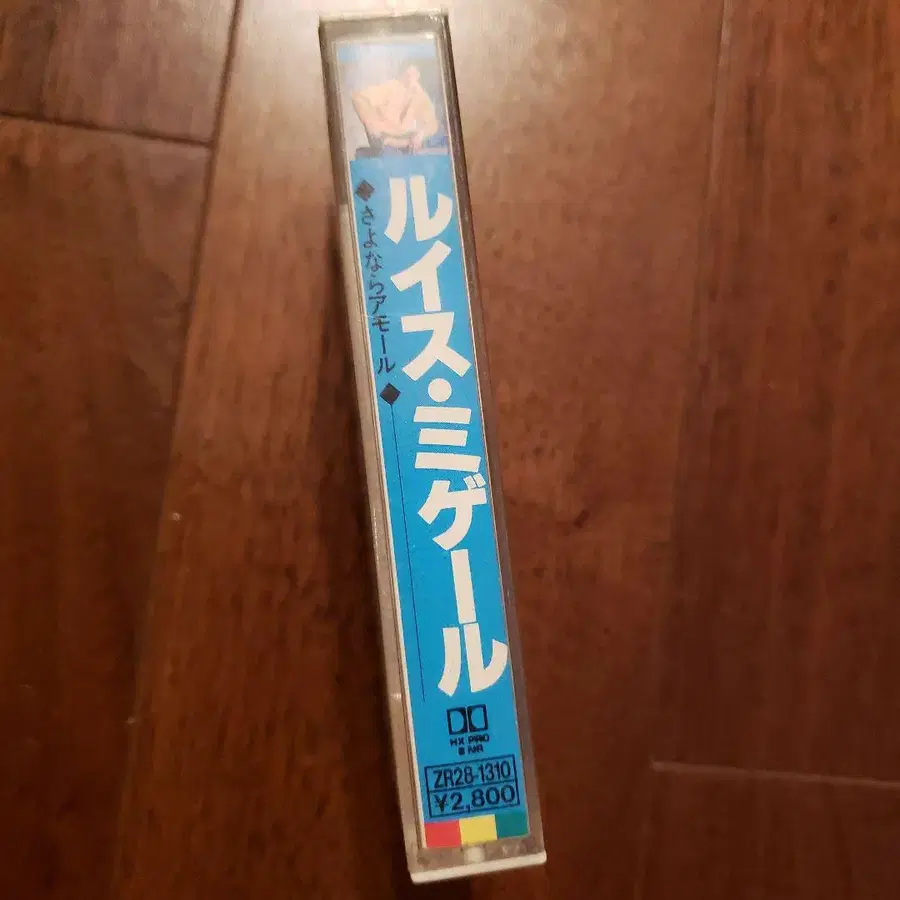 ルイス・ミゲール
◆さよならアモール◆
HX PRO
B NR
ZR28-1310
¥2,800